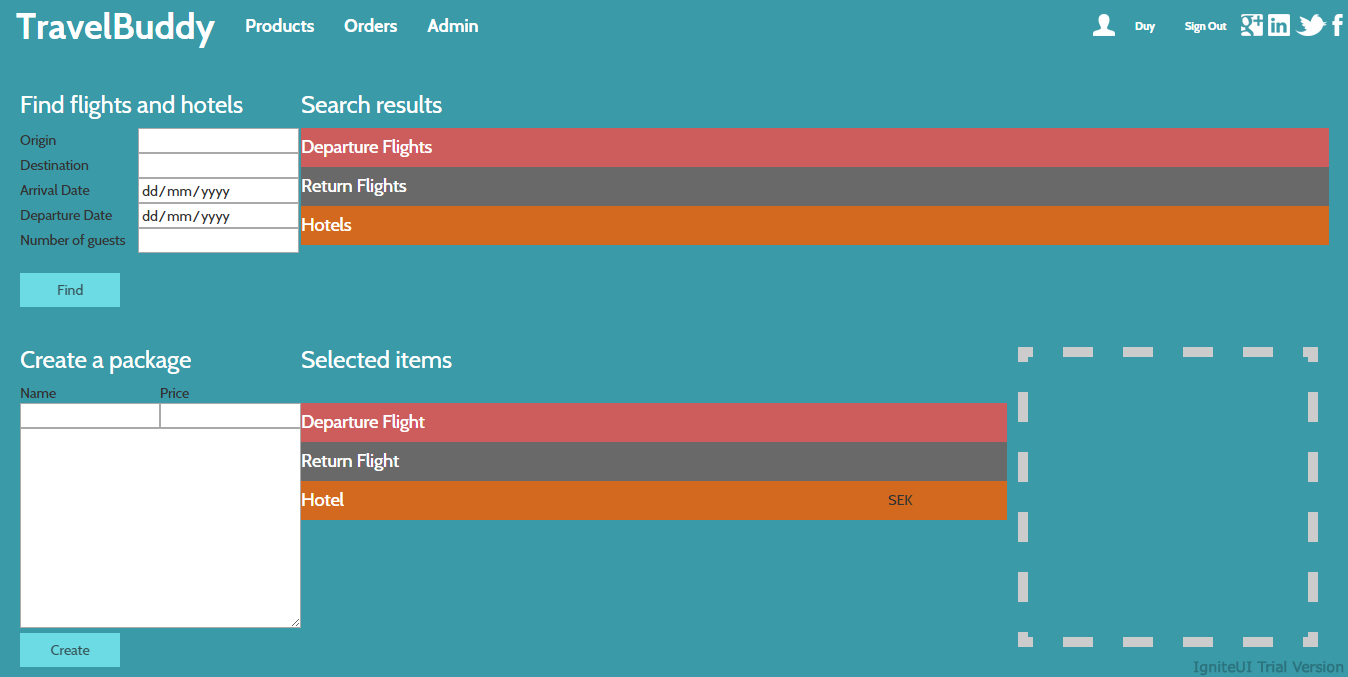 TravelBuddy Products Orders Admin Duy Sign Out
Find flights and hotels
Origin
Destination
Arrival Date dd/mm/yyyy
Departure Date dd/mm/yyyy
Number of guests
Find
Search results
Departure Flights
Return Flights
Hotels
Create a package
Name Price
Create
Selected items
Departure Flight
Return Flight
Hotel SEK
IgniteUI Trial Version